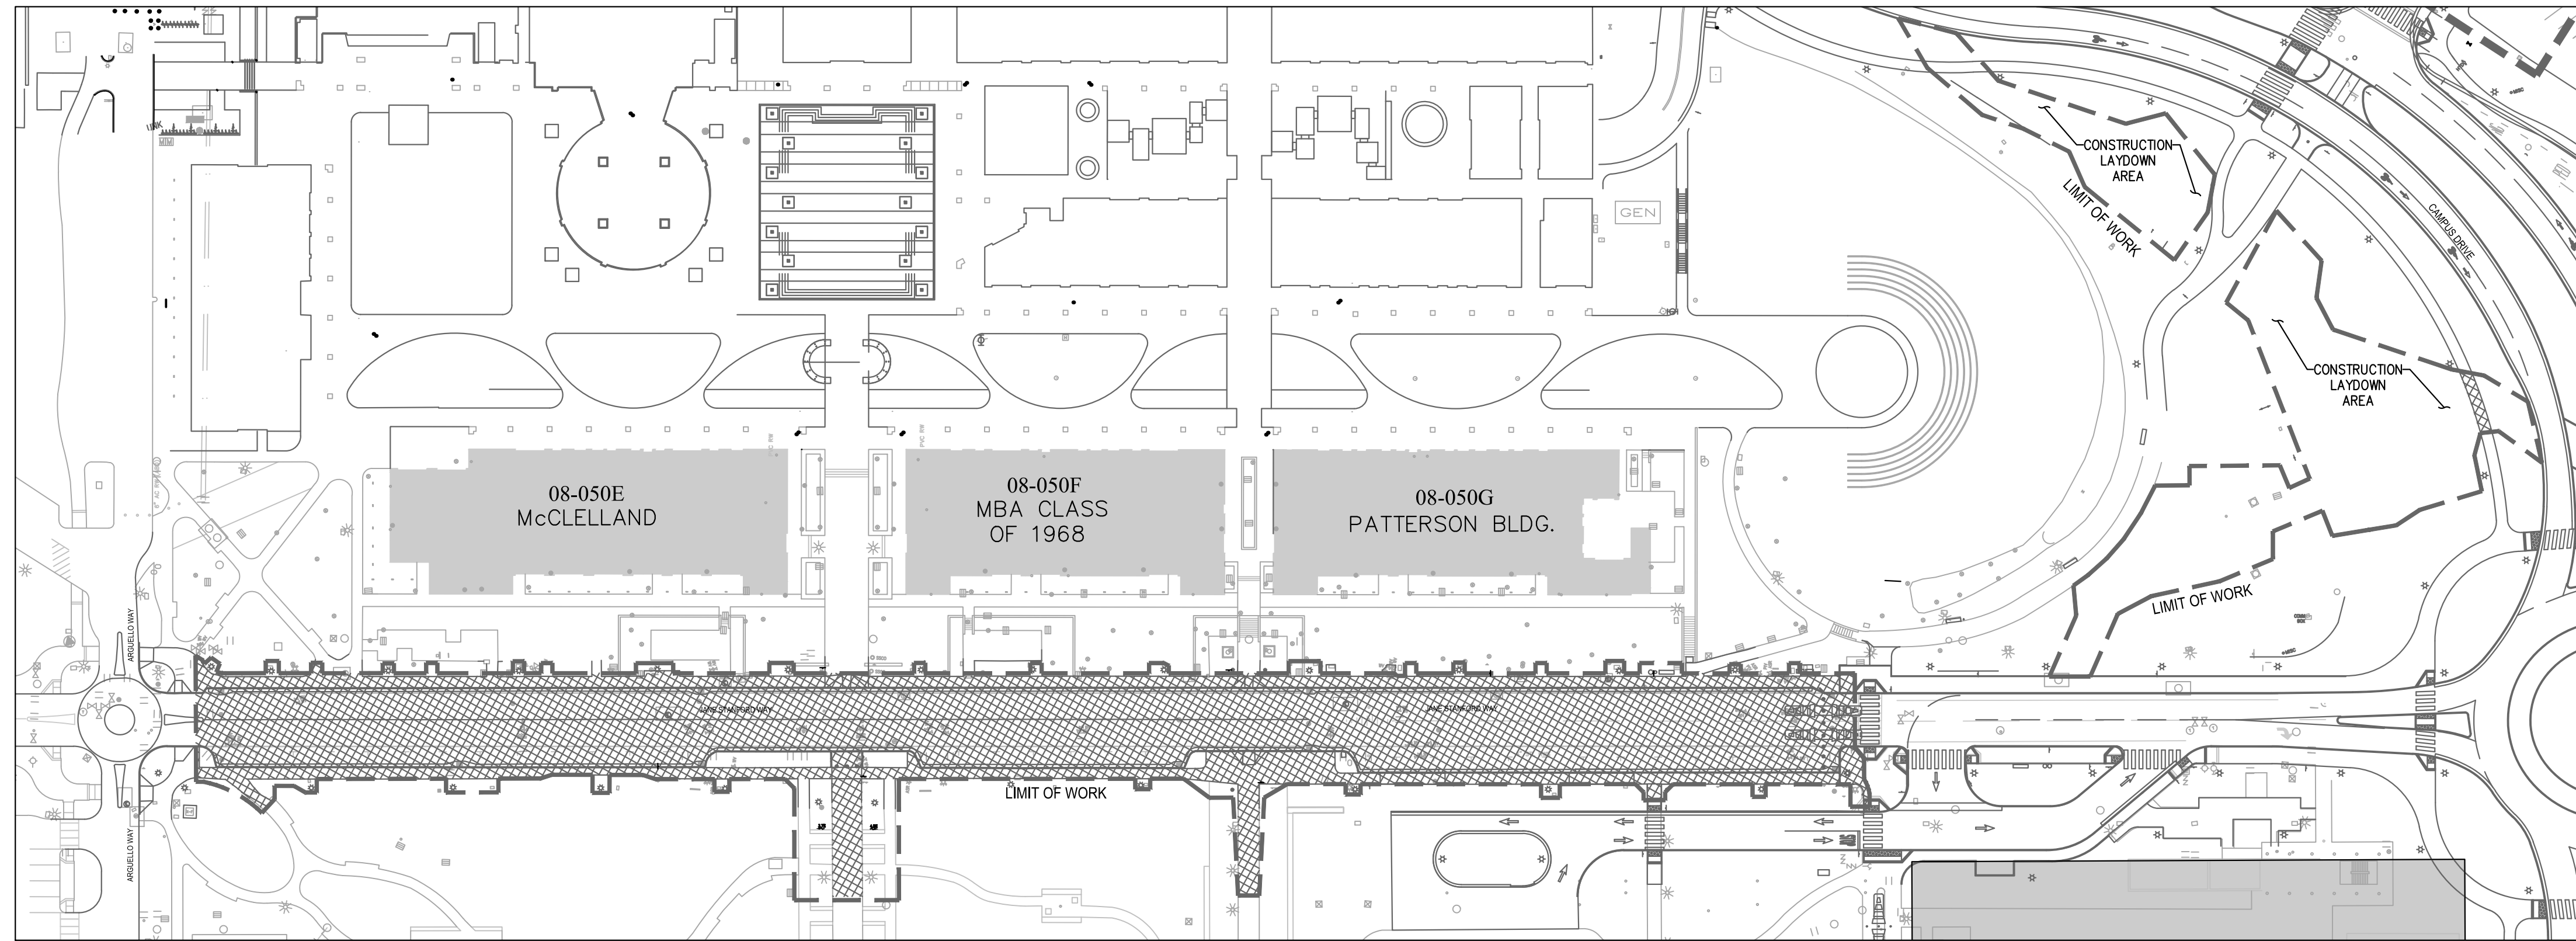 CONSTRUCTION
LAYDOWN
AREA
LIMIT OF WORK
GEN
CAMPUS DRIVE
CONSTRUCTION
LAYDOWN
AREA
08-050E
McCLELLAND
08-050F
MBA CLASS
OF 1968
08-050G
PATTERSON BLDG.
LIMIT OF WORK
ARGUELLO WAY
JANE STANFORD WAY
JANE STANFORD WAY
LIMIT OF WORK
ARGUELLO WAY